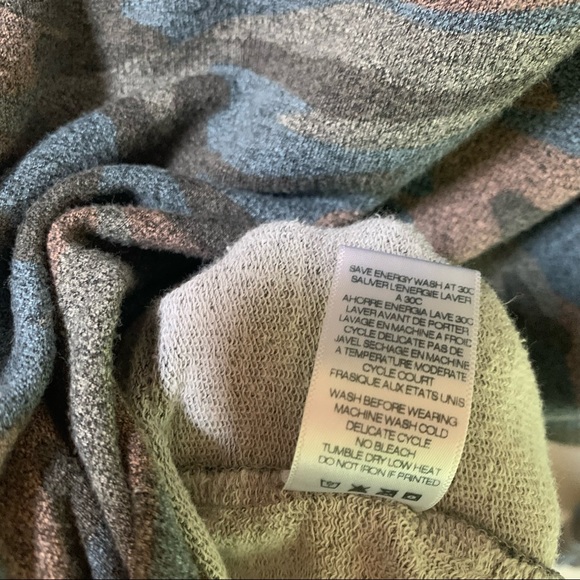 SAVE ENERGY WASH AT 30C
SAUVER L'ENERGIE LAVER
A 30C
AHORRE ENERGIA LAVE 30C
LAVER AVANT DE PORTER
LAVAGE EN MACHINE A FROID
CYCLE DELICATE PAS DE
JAVEL SECHAGE EN MACHINE
A TEMPERATURE MODERATE
CYCLE COURT
FRASIQUE AUX ETATS UNIS
WASH BEFORE WEARING
MACHINE WASH COLD
DELICATE CYCLE
NO BLEACH
TUMBLE DRY LOW HEAT
DO NOT IRON IF PRINTED